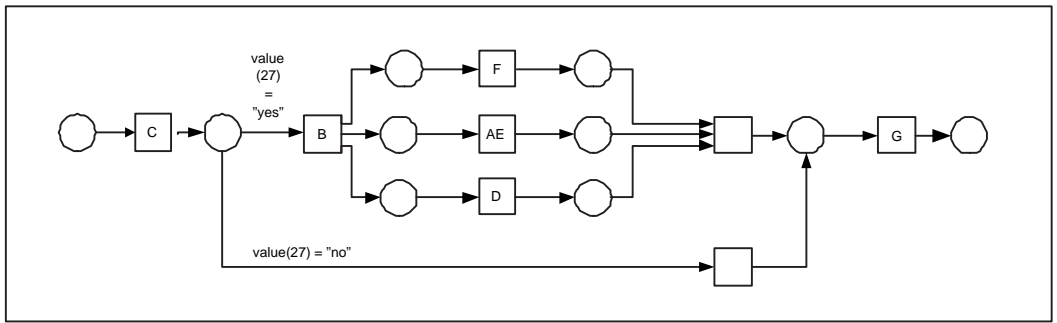 value
(27)
=
"yes"
F
C
B
AE
G
D
value(27) = "no"